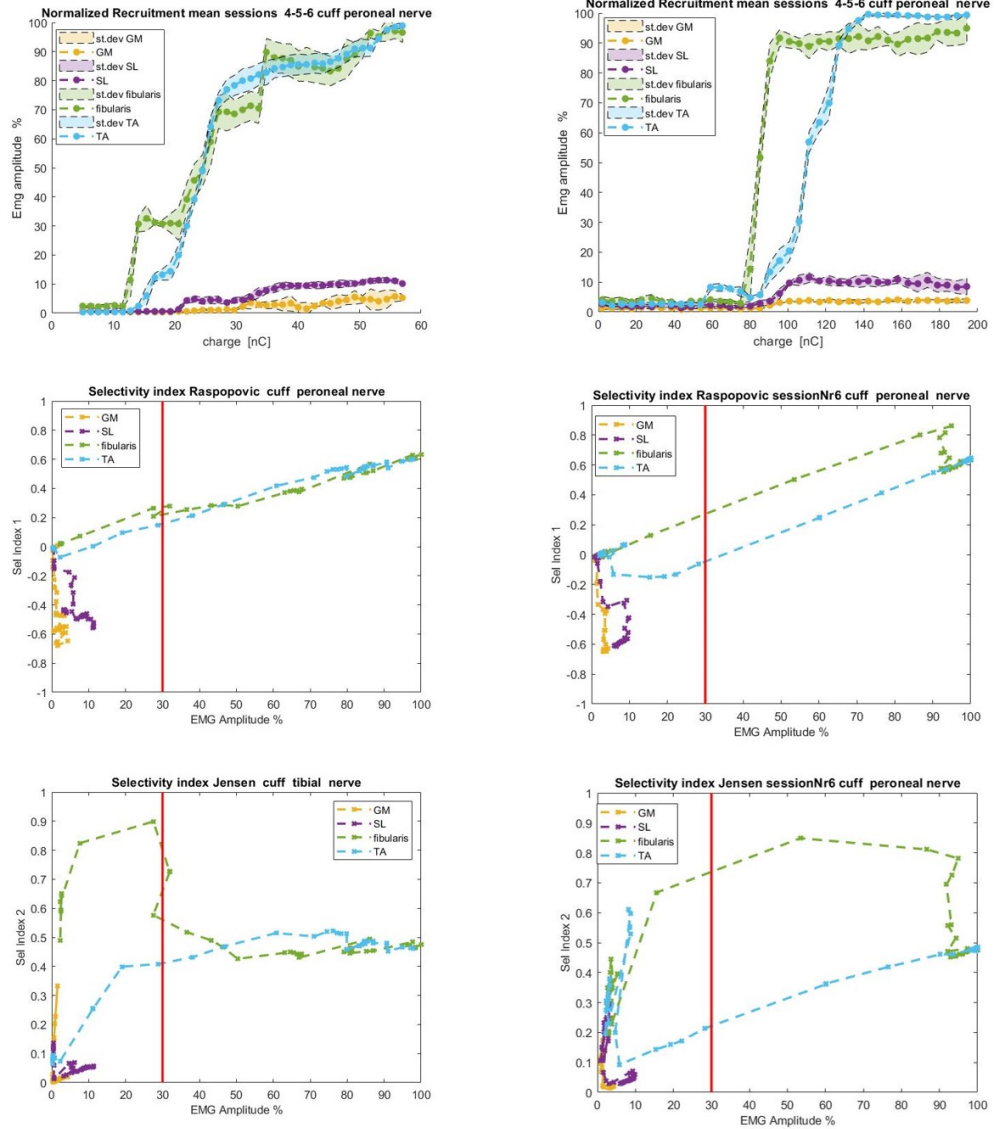 Normalized Recruitment mean sessions 4-5-6 cuff peroneal nerve
100
90
80
70
60
50
40
30
20
10
0
Emg amplitude %
st.dev GM
GM
st.dev SL
SL
st.dev fibularis
fibularis
st.dev TA
TA
0 10 20 30 40 50 60
charge [nC]
Normalized Recruitment mean sessions 4-5-6 cuff peroneal nerve
100
90
80
70
60
50
40
30
20
10
0
Emg amplitude %
st.dev GM
GM
st.dev SL
SL
st.dev fibularis
fibularis
st.dev TA
TA
0 20 40 60 80 100 120 140 160 180 200
charge [nC]
Selectivity index Raspopovic cuff peroneal nerve
1
0.8
0.6
0.4
0.2
0
-0.2
-0.4
-0.6
-0.8
-1
Sel Index 1
GM
SL
fibularis
TA
0 10 20 30 40 50 60 70 80 90 100
EMG Amplitude %
Selectivity index Raspopovic sessionNr6 cuff peroneal nerve
1
0.8
0.6
0.4
0.2
0
-0.2
-0.4
-0.6
-0.8
-1
Sel Index 1
GM
SL
fibularis
TA
0 10 20 30 40 50 60 70 80 90 100
EMG Amplitude %
Selectivity index Jensen cuff tibial nerve
1
0.9
0.8
0.7
0.6
0.5
0.4
0.3
0.2
0.1
0
Sel Index 2
GM
SL
fibularis
TA
0 10 20 30 40 50 60 70 80 90 100
EMG Amplitude %
Selectivity index Jensen sessionNr6 cuff peroneal nerve
1
0.9
0.8
0.7
0.6
0.5
0.4
0.3
0.2
0.1
0
Sel Index 2
GM
SL
fibularis
TA
0 10 20 30 40 50 60 70 80 90 100
EMG Amplitude %